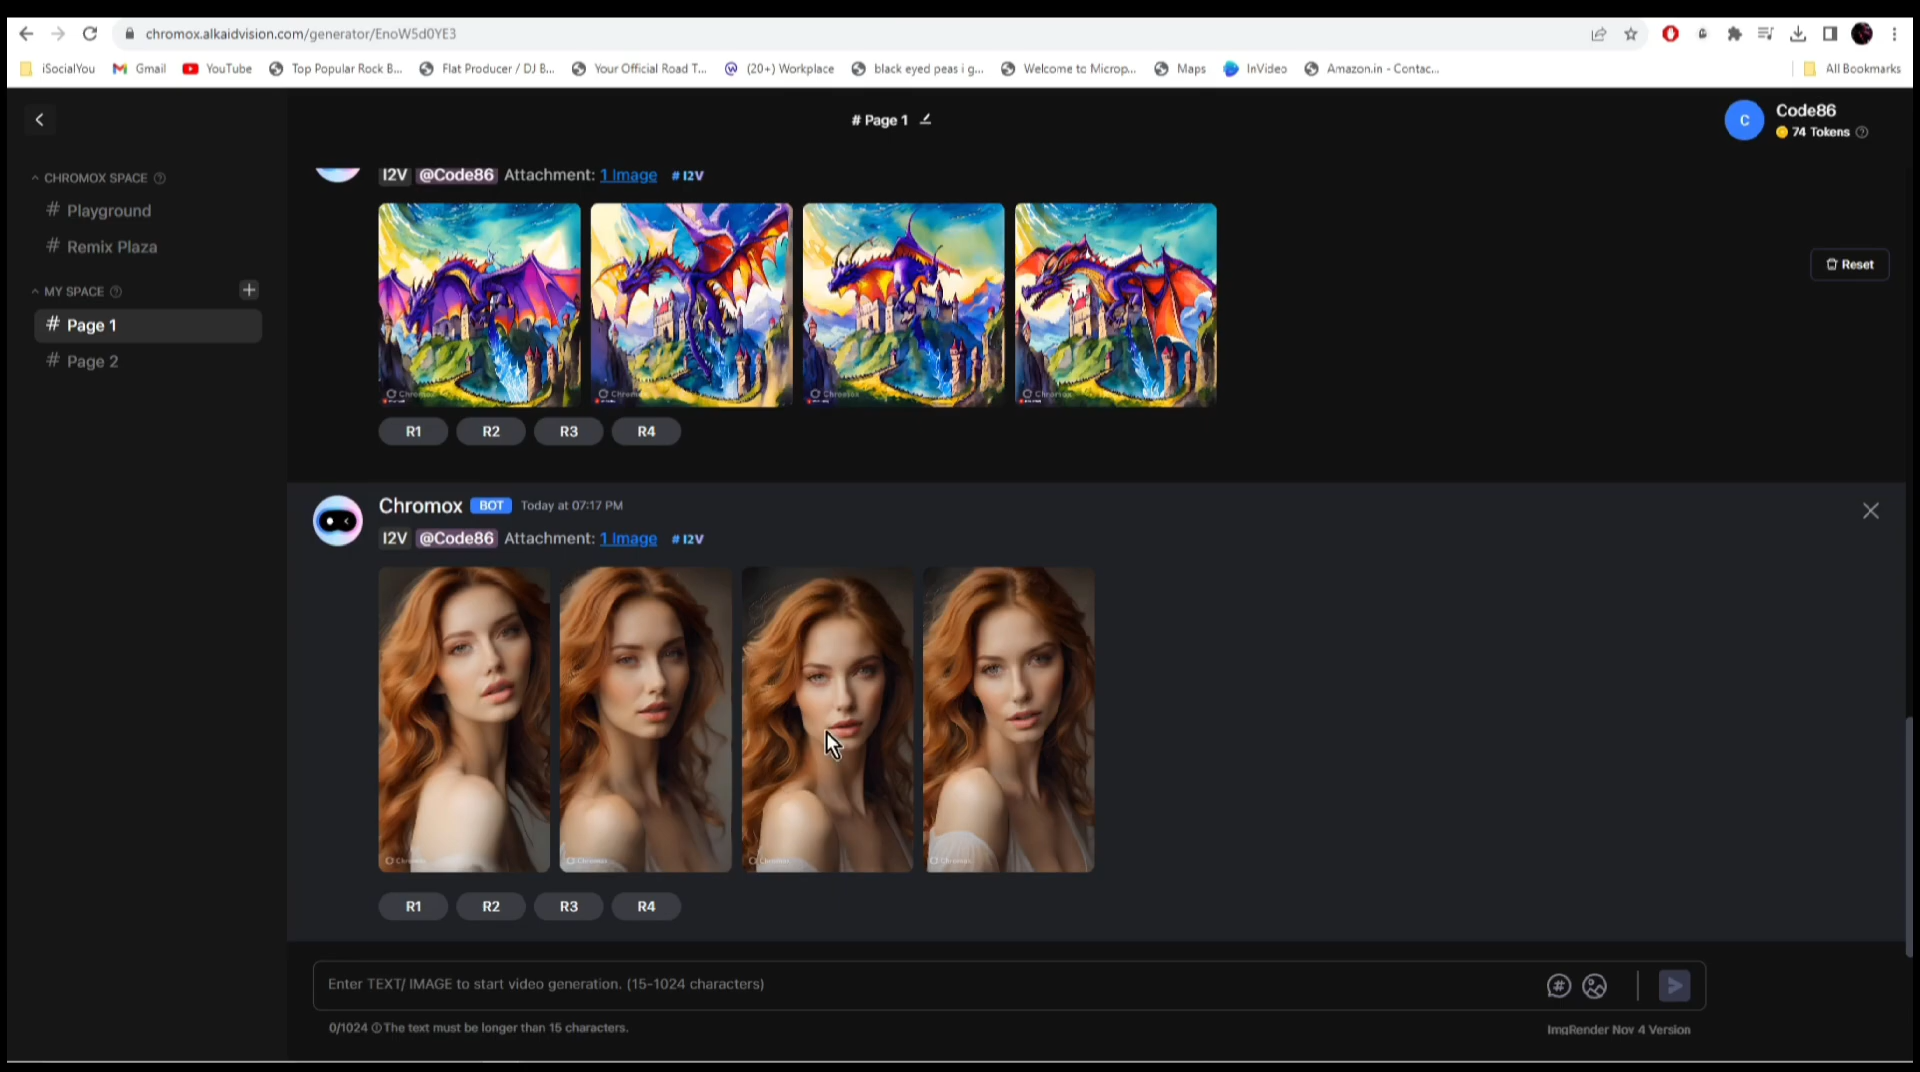 chromox.alkaidvision.com/generator/EnoW5d0YE3
iSocialYou Gmail YouTube Top Popular Rock B... Flat Producer / DJ B... Your Official Road T... (20+) Workplace black eyed peas i g... Welcome to Microp... Maps InVideo Amazon.in - Contac... All Bookmarks
# Page 1
C Code86
74 Tokens
CHROMOX SPACE
# Playground
# Remix Plaza
MY SPACE
# Page 1
# Page 2
I2V @Code86 Attachment: 1 Image # I2V
Reset
Chromox
R1 R2 R3 R4
Chromox BOT Today at 07:17 PM
I2V @Code86 Attachment: 1 Image # I2V
Chromox Chromox Chromox
R1 R2 R3 R4
Enter TEXT/ IMAGE to start video generation. (15-1024 characters)
0/1024 The text must be longer than 15 characters.
ImgRender Nov 4 Version